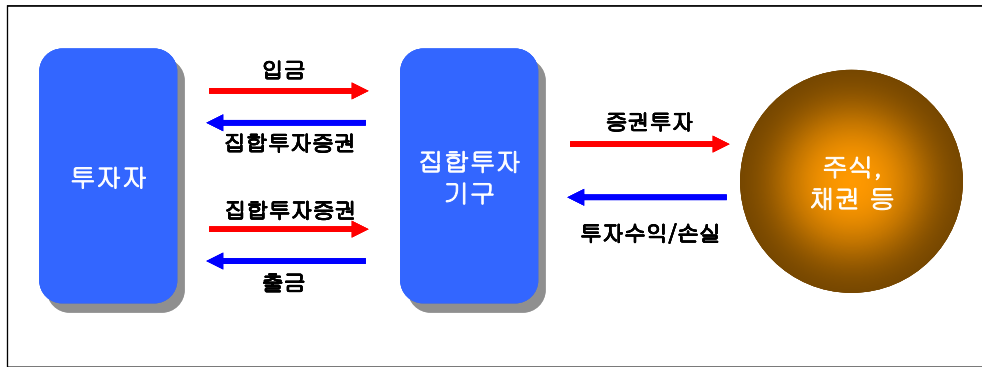 입금
집합투자증권
투자자
집합투자증권
출금
집합투자
기구
증권투자
투자수익/손실
주식,
채권 등